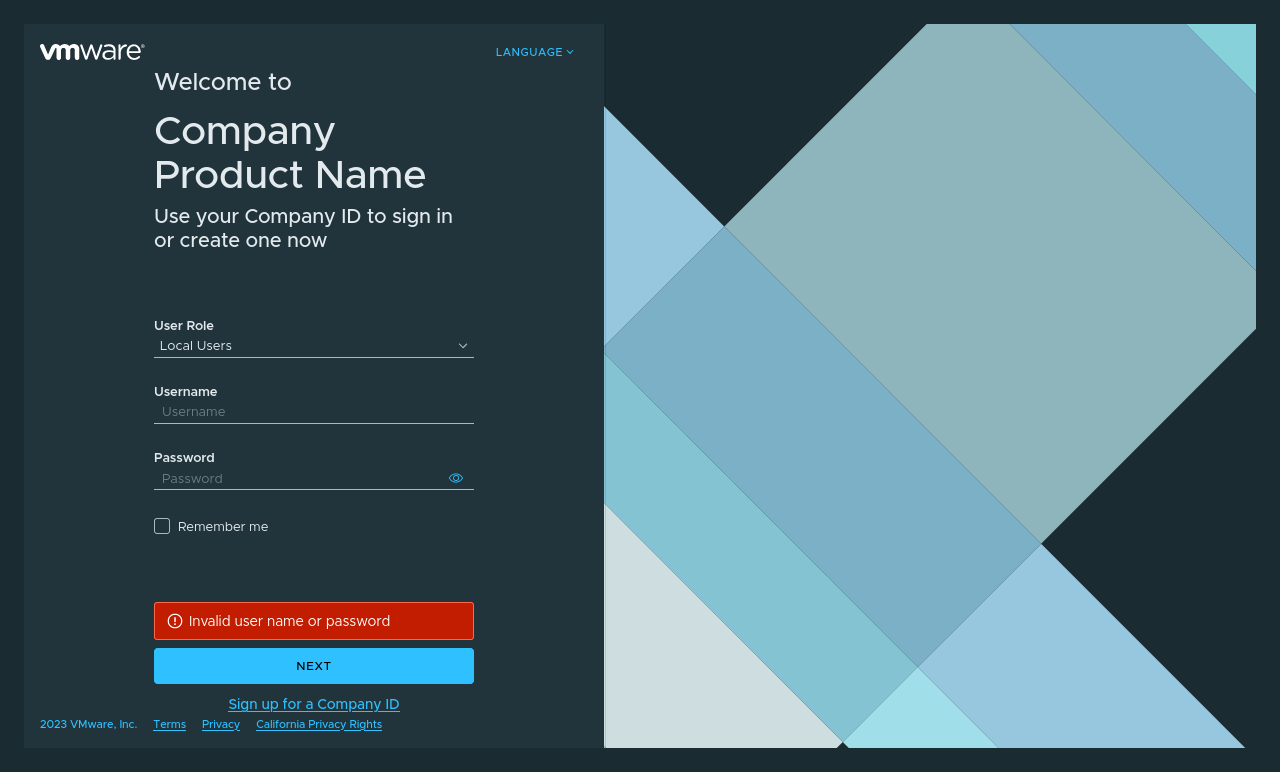 vmware®
LANGUAGE
Welcome to
Company
Product Name
Use your Company ID to sign in
or create one now
User Role
Local Users
Username
Username
Password
Password
Remember me
Invalid user name or password
NEXT
Sign up for a Company ID
2023 VMware, Inc. Terms Privacy California Privacy Rights